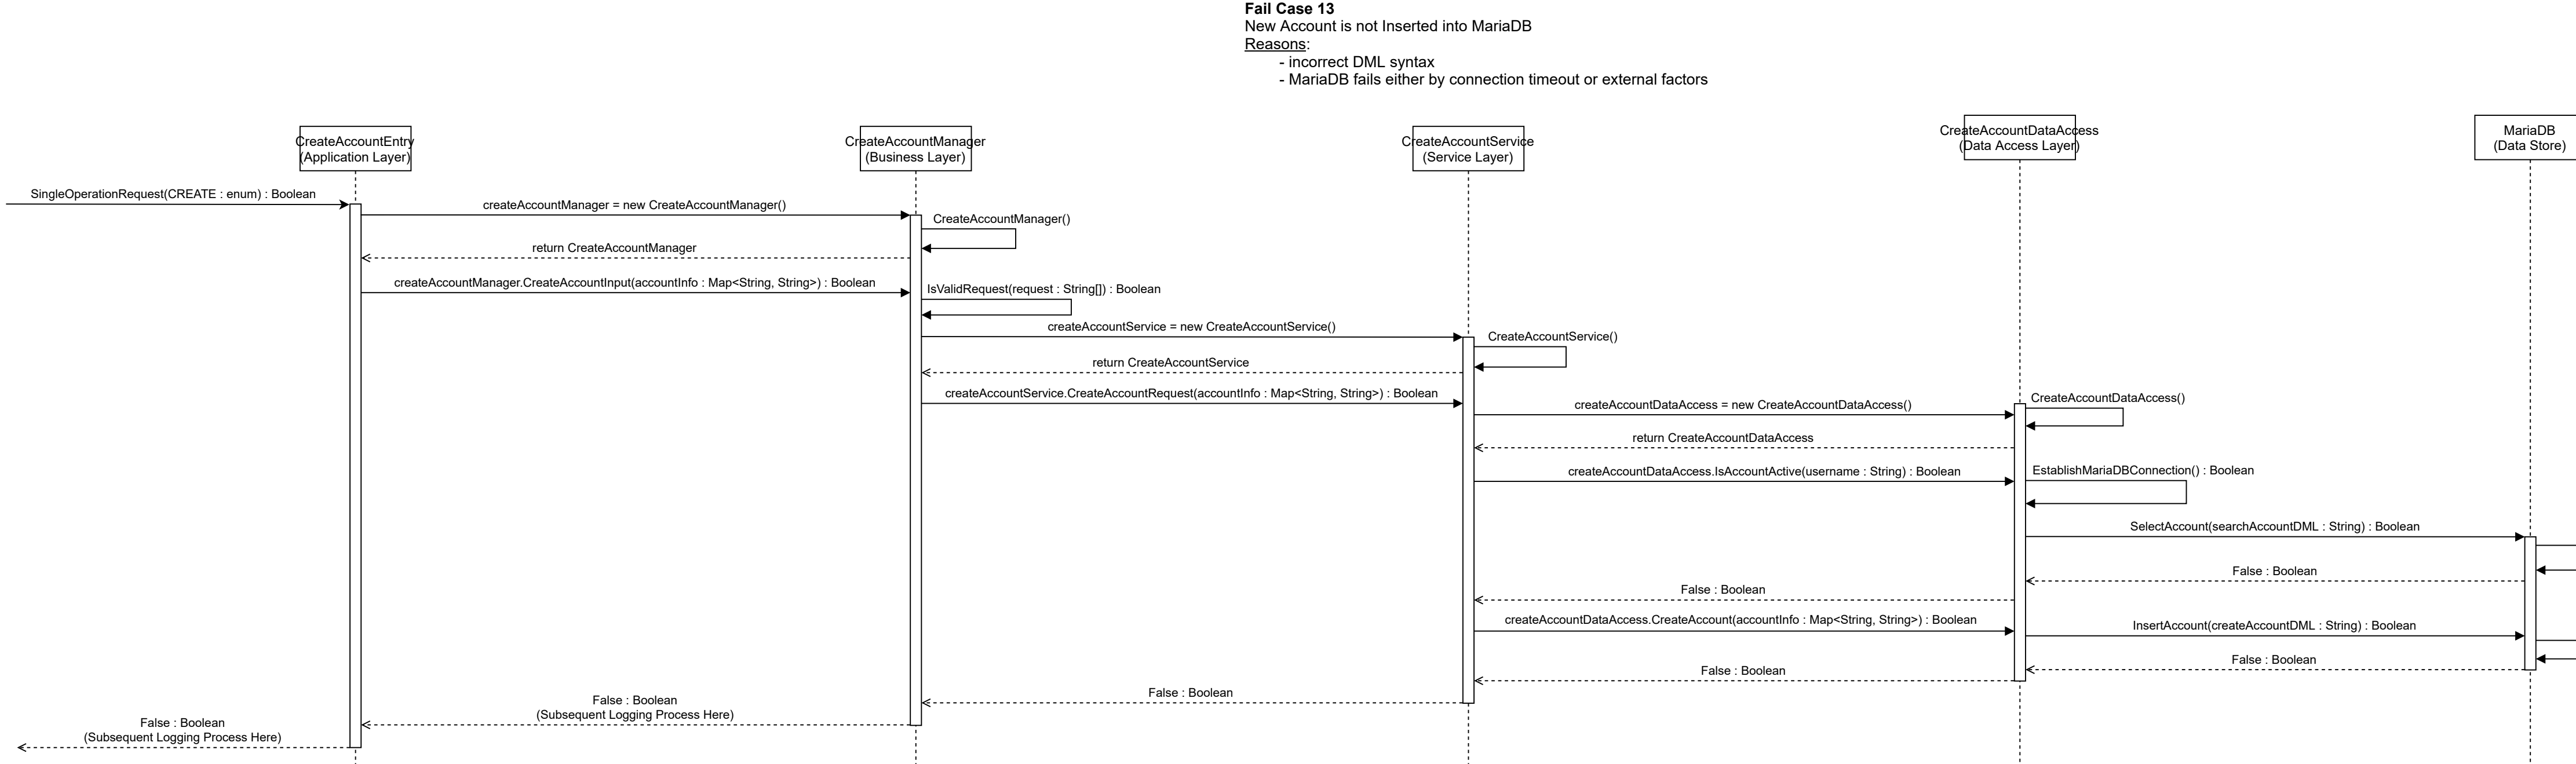 Fail Case 13
New Account is not Inserted into MariaDB
Reasons:
- incorrect DML syntax
- MariaDB fails either by connection timeout or external factors
CreateAccountEntry
(Application Layer)
CreateAccountManager
(Business Layer)
CreateAccountService
(Service Layer)
CreateAccountDataAccess
(Data Access Layer)
MariaDB
(Data Store)
SingleOperationRequest(CREATE : enum) : Boolean
createAccountManager = new CreateAccountManager()
CreateAccountManager()
return CreateAccountManager
createAccountManager.CreateAccountInput(accountInfo : Map<String, String>) : Boolean
IsValidRequest(request : String[]) : Boolean
createAccountService = new CreateAccountService()
CreateAccountService()
return CreateAccountService
createAccountService.CreateAccountRequest(accountInfo : Map<String, String>) : Boolean
createAccountDataAccess = new CreateAccountDataAccess()
CreateAccountDataAccess()
return CreateAccountDataAccess
createAccountDataAccess.IsAccountActive(username : String) : Boolean
EstablishMariaDBConnection() : Boolean
SelectAccount(searchAccountDML : String) : Boolean
False : Boolean
False : Boolean
createAccountDataAccess.CreateAccount(accountInfo : Map<String, String>) : Boolean
InsertAccount(createAccountDML : String) : Boolean
False : Boolean
False : Boolean
False : Boolean
False : Boolean
(Subsequent Logging Process Here)
False : Boolean
(Subsequent Logging Process Here)